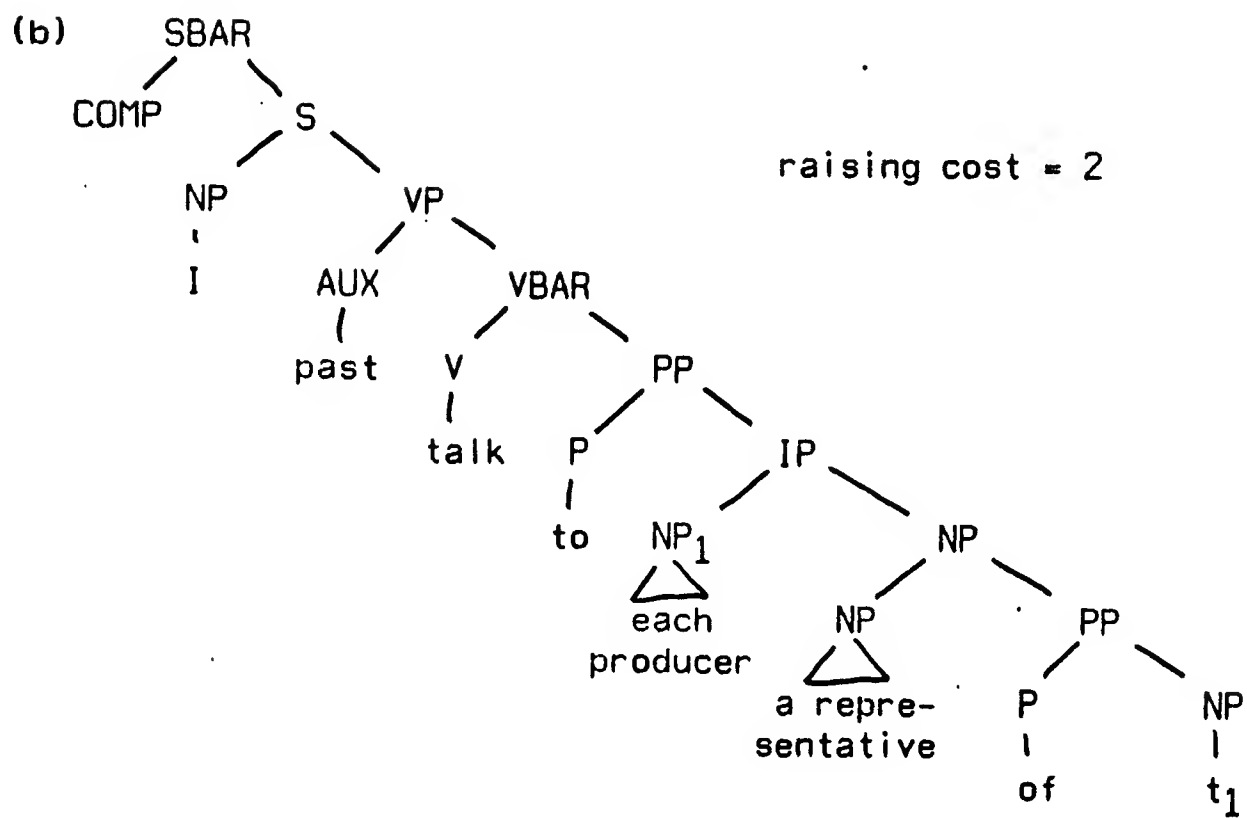 (b) SBAR
COMP S
raising cost = 2
NP VP
I AUX VBAR
past V PP
talk P IP
to NP₁ NP
each NP PP
producer
a repre- P NP
sentative
of t₁